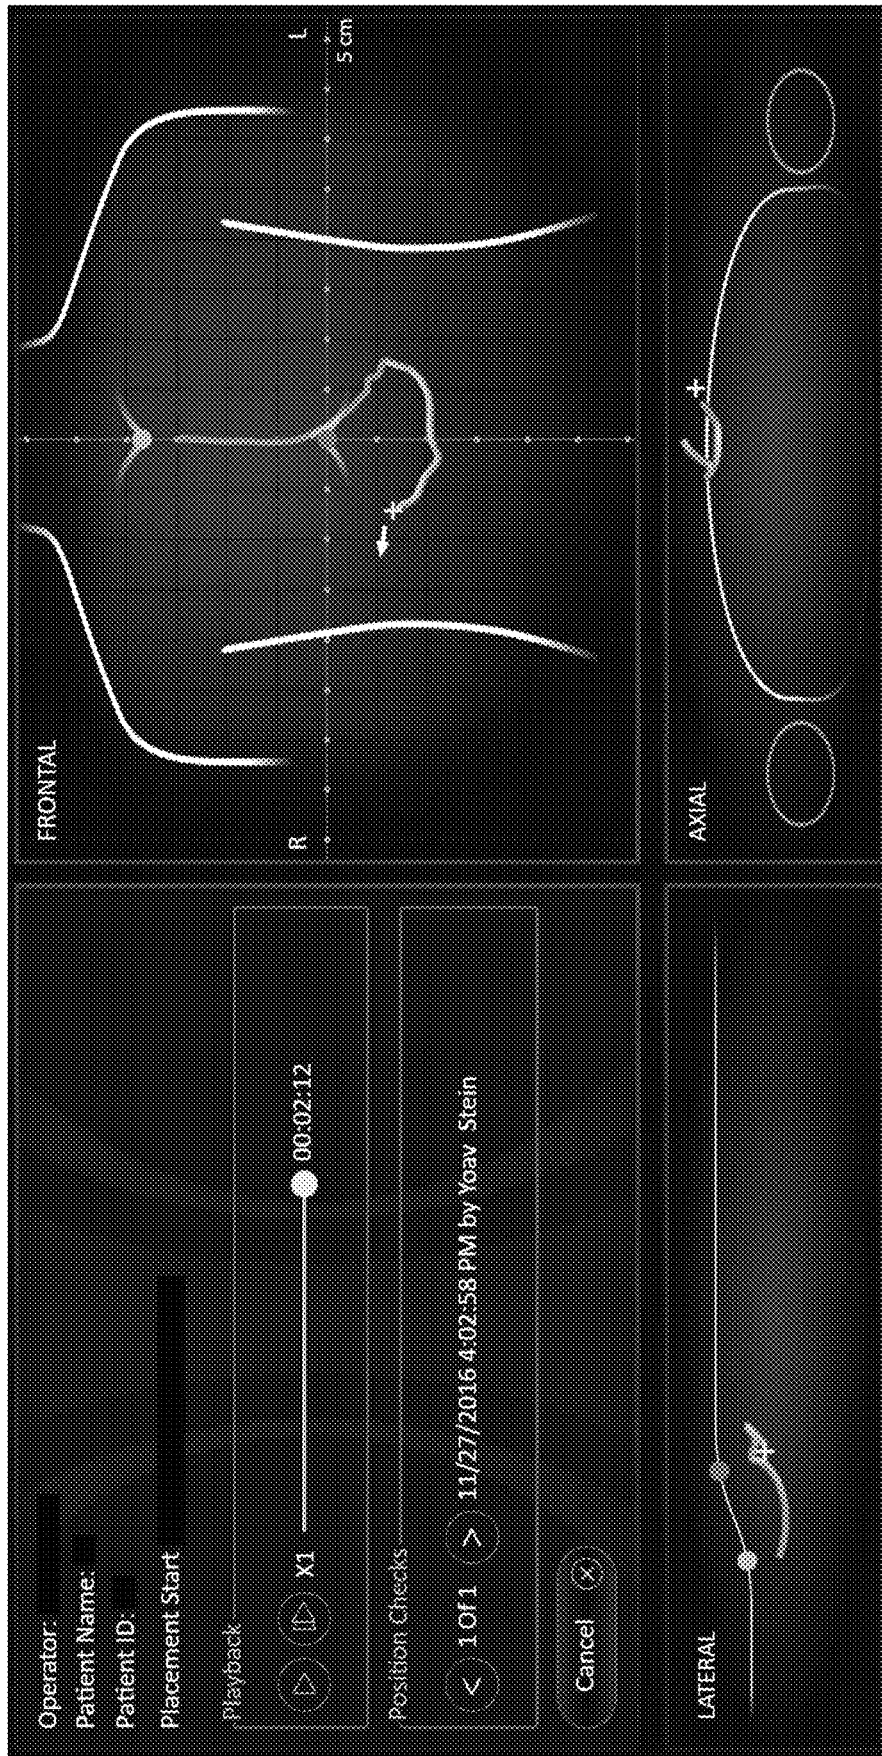 Operator:
Patient Name:
Patient ID:
Placement Start
Playback
X1 00:02:12
Position Checks
< 1 Of 1 > 11/27/2016 4:02:58 PM by Yoav Stein
Cancel
FRONTAL
R
L
5 cm
LATERAL
AXIAL